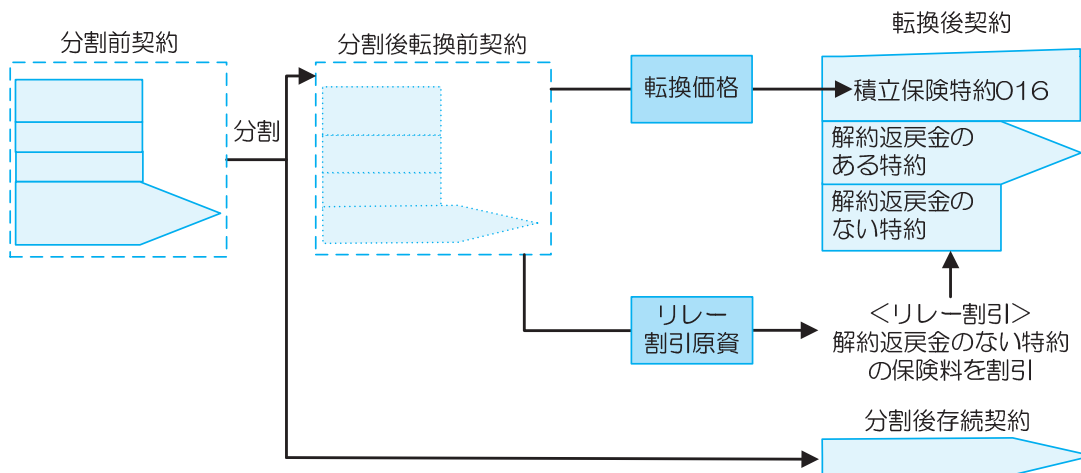 分割前契約
分割
分割後転換前契約
転換価格
転換後契約
積立保険特約016
解約返戻金の
ある特約
解約返戻金の
ない特約
リレー
割引原資
＜リレー割引＞
解約返戻金のない特約
の保険料を割引
分割後存続契約